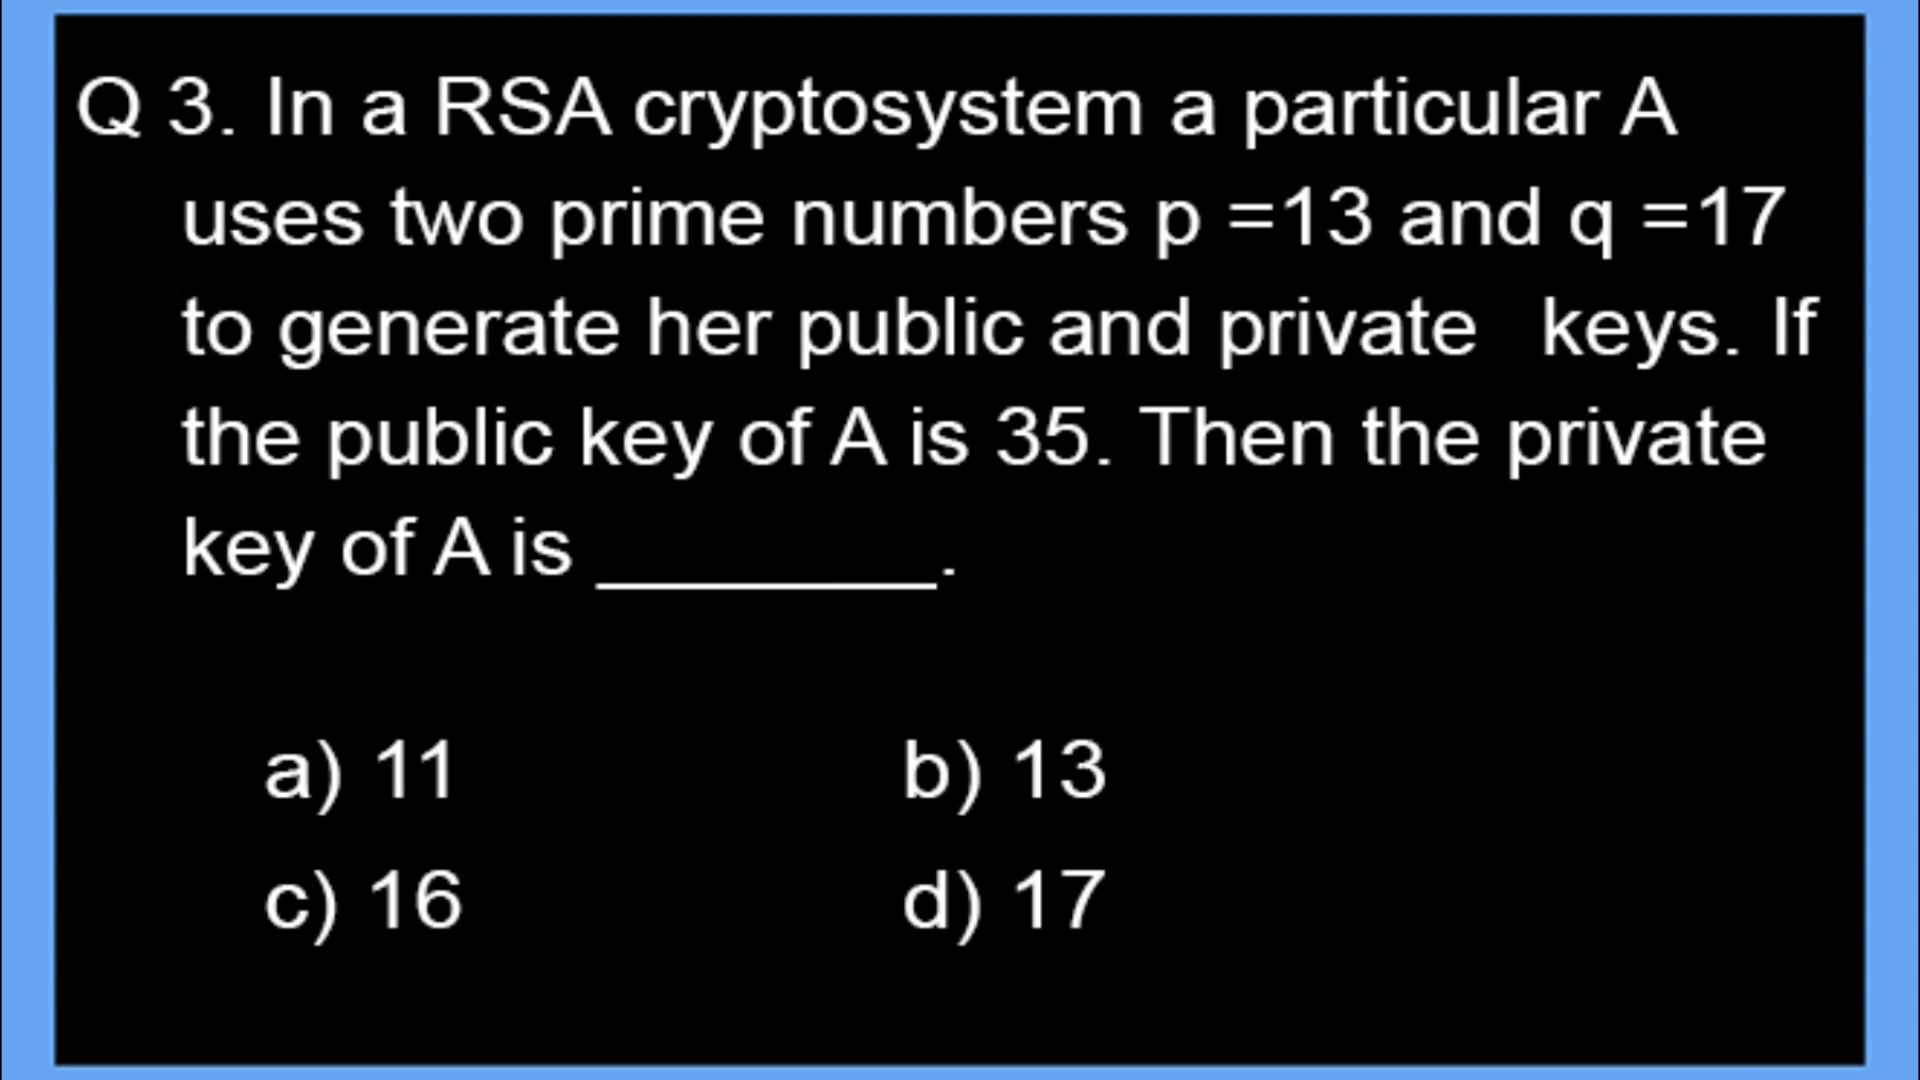 Q 3. In a RSA cryptosystem a particular A
uses two prime numbers p =13 and q =17
to generate her public and private keys. If
the public key of A is 35. Then the private
key of A is ________.
a) 11 b) 13
c) 16 d) 17